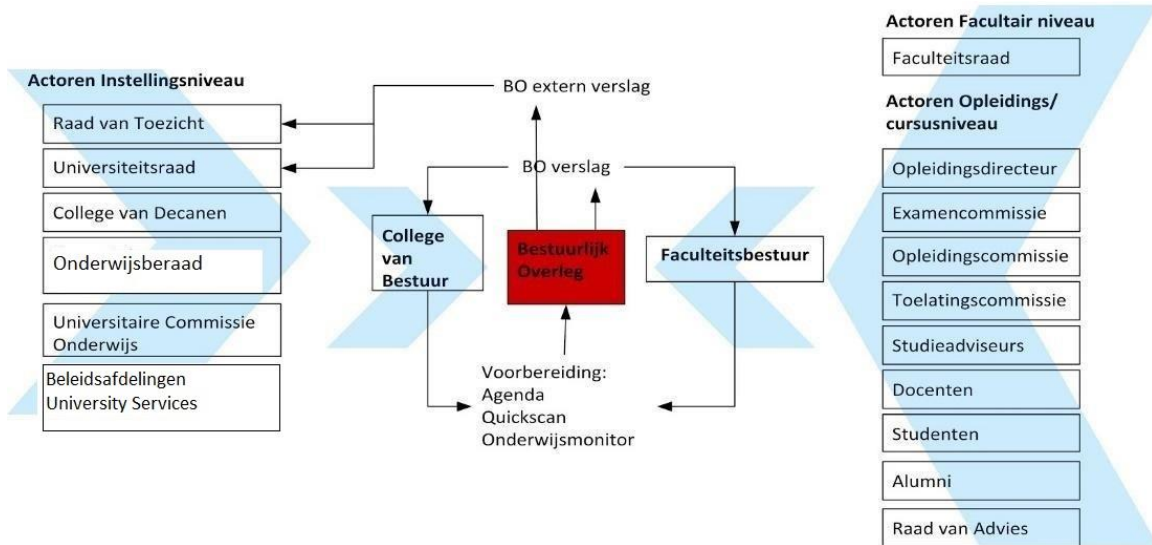 Actoren Instellingsniveau
Raad van Toezicht
Universiteitsraad
College van Decanen
Onderwijsberaad
Universitaire Commissie
Onderwijs
Beleidsafdelingen
University Services
BO extern verslag
BO verslag
College
van
Bestuur
Bestuurlijk
Overleg
Faculteitsbestuur
Voorbereiding:
Agenda
Quickscan
Onderwijsmonitor
Actoren Facultair niveau
Faculteitsraad
Actoren Opleidings/
cursusniveau
Opleidingsdirecteur
Examencommissie
Opleidingscommissie
Toelatingscommissie
Studieadviseurs
Docenten
Studenten
Alumni
Raad van Advies